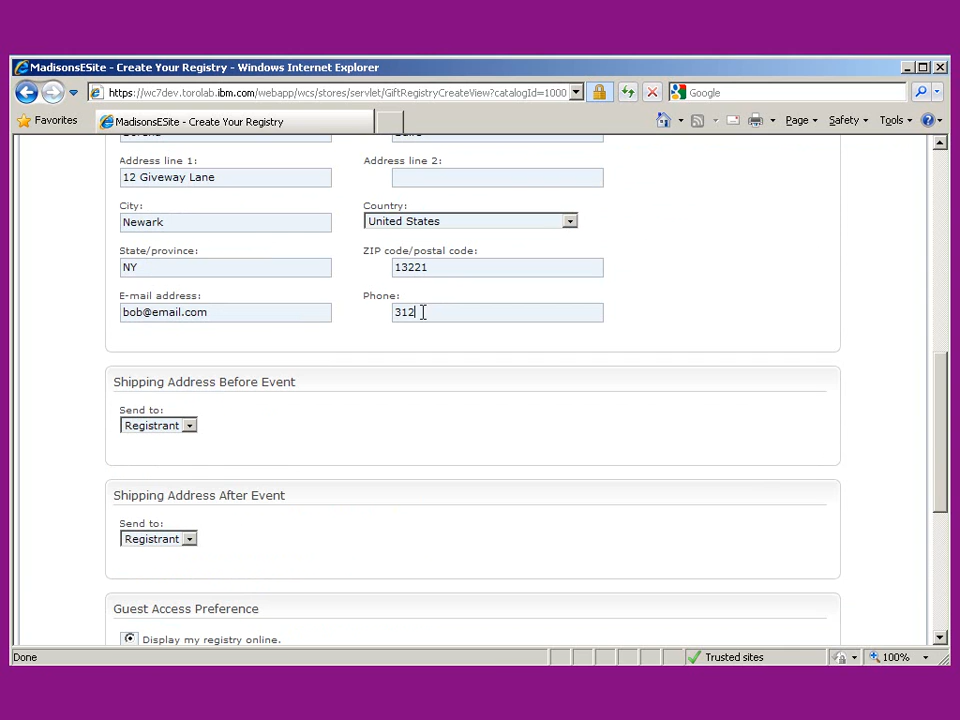 MadisonsESite - Create Your Registry - Windows Internet Explorer
https://wc7dev.torolab.ibm.com/webapp/wcs/stores/servlet/GiftRegistryCreateView?catalogId=1000
Google
Favorites
MadisonsESite - Create Your Registry
Page
Safety
Tools
Address line 1:
Address line 2:
12 Giveway Lane
City:
Country:
Newark
United States
State/province:
ZIP code/postal code:
NY
13221
E-mail address:
Phone:
bob@email.com
312
Shipping Address Before Event
Send to:
Registrant
Shipping Address After Event
Send to:
Registrant
Guest Access Preference
Display my registry online.
Done
Trusted sites
100%